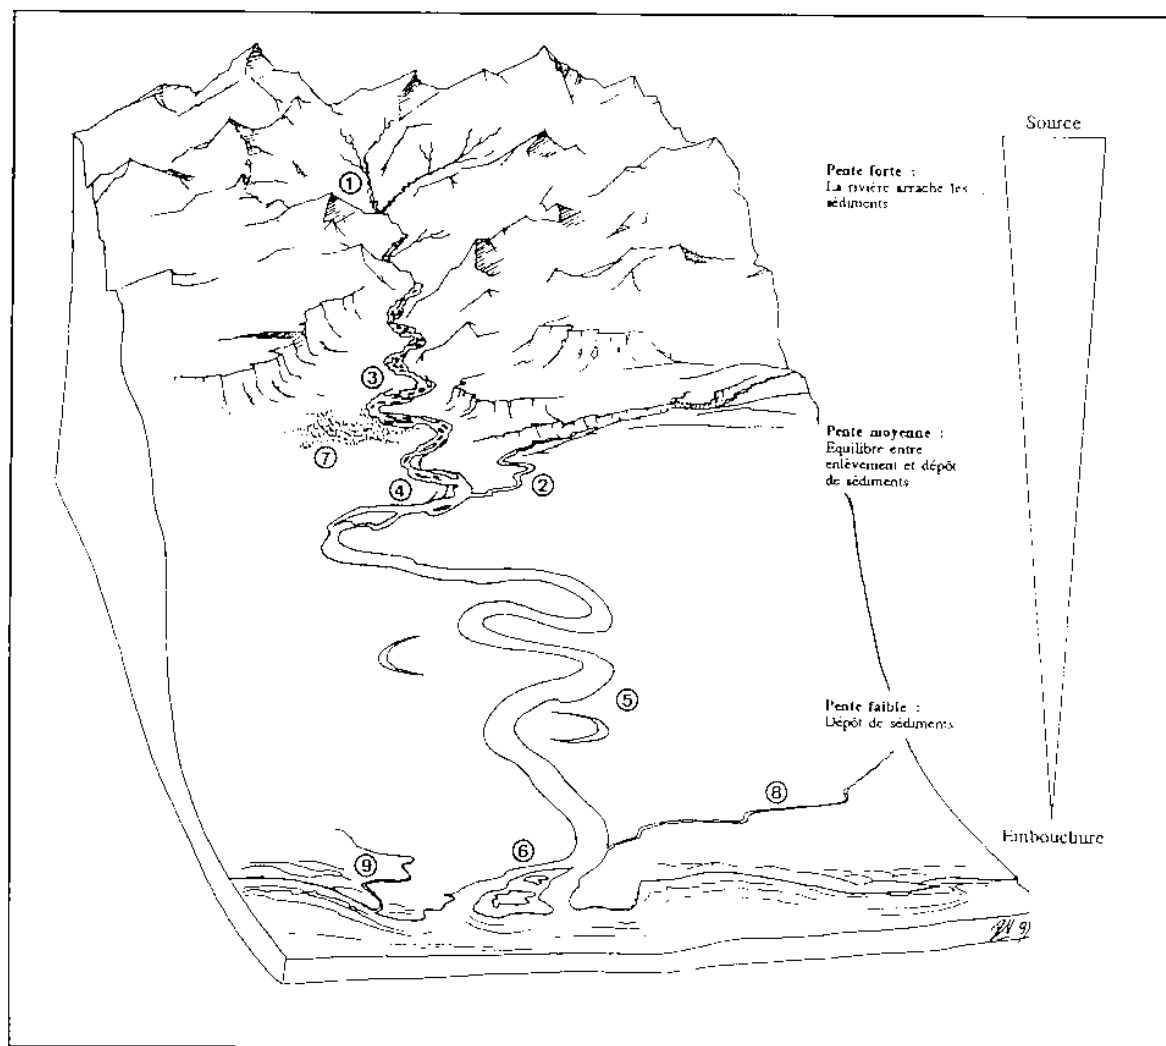 Source
Pente forte :
La rivière arrache les
sédiments
①
③
⑦
④
②
Pente moyenne :
Equilibre entre
enlèvement et dépôt
de sédiments
⑤
Pente faible :
Dépôt de sédiments
⑧
Embouchure
⑥
⑨